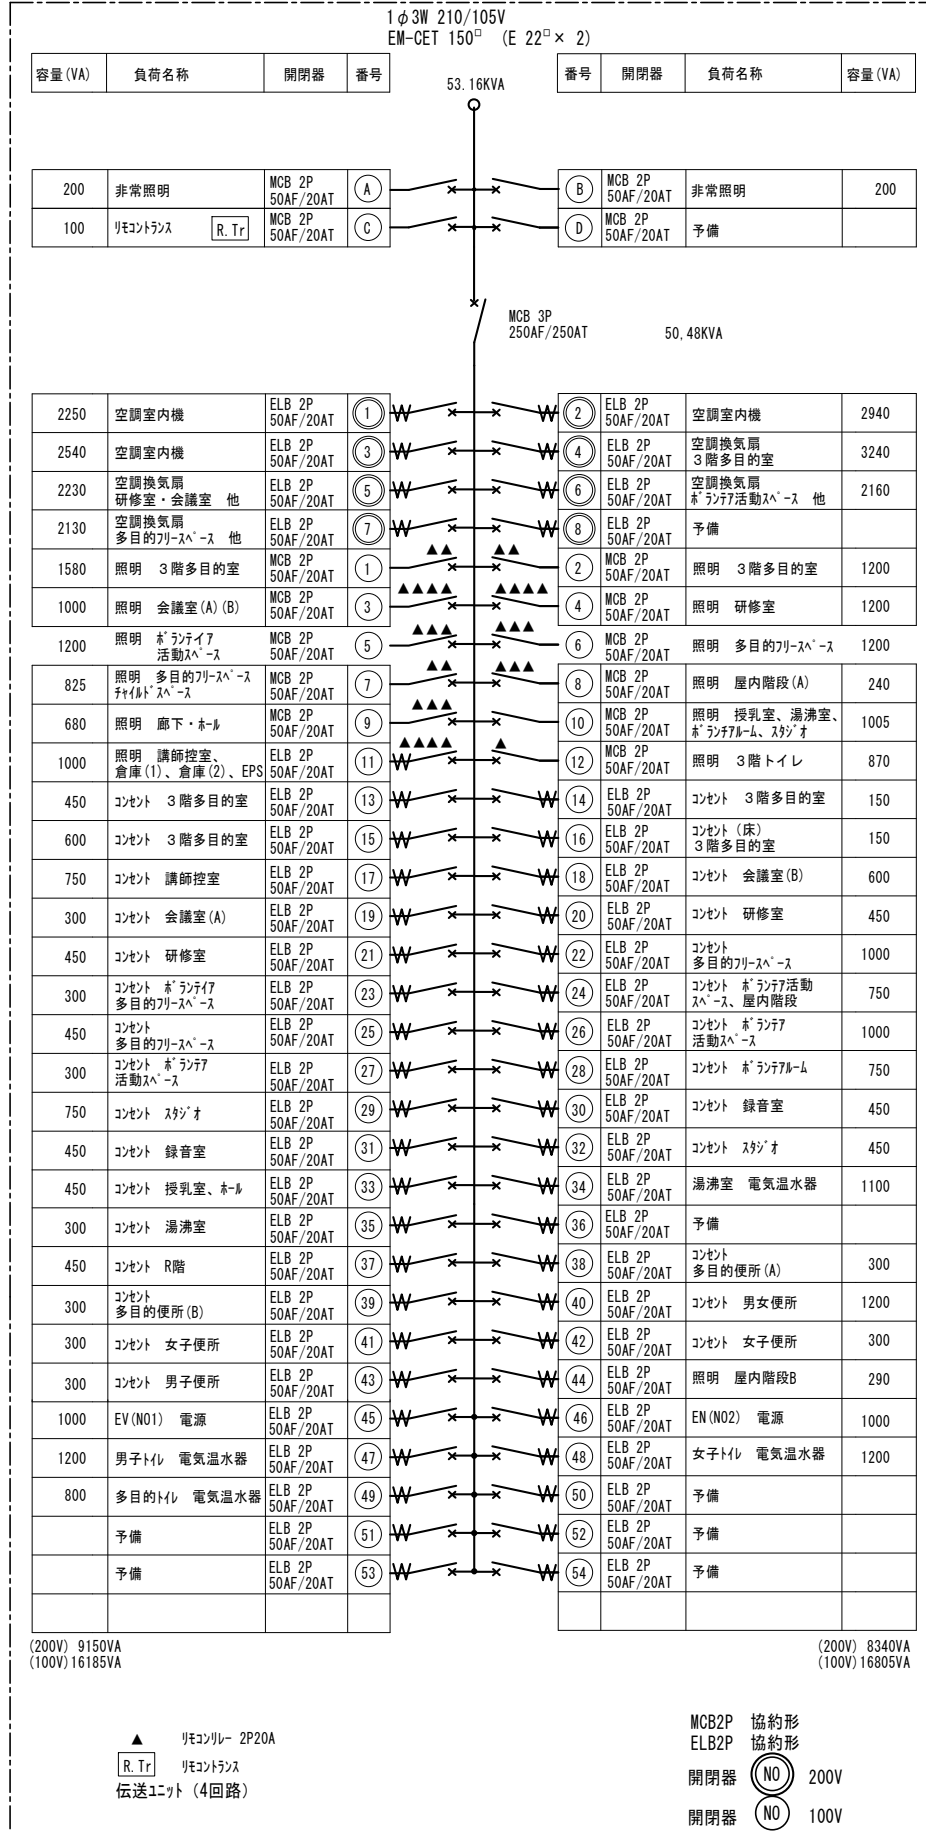 1φ3W 210/105V
EM-CET 150□ (E 22□× 2)
容量(VA) 負荷名称 開閉器 番号
番号 開閉器 負荷名称 容量(VA)
53.16KVA
200 非常照明 MCB 2P 50AF/20AT A
B MCB 2P 50AF/20AT 非常照明 200
100 リモコントランス R.Tr MCB 2P 50AF/20AT C
D MCB 2P 50AF/20AT 予備
MCB 3P
250AF/250AT 50,48KVA
2250 空調室内機 ELB 2P 50AF/20AT 1
2 ELB 2P 50AF/20AT 空調室内機 2940
2540 空調室内機 ELB 2P 50AF/20AT 3
4 ELB 2P 50AF/20AT 空調換気扇 3階多目的室 3240
2230 空調換気扇 研修室・会議室 他 ELB 2P 50AF/20AT 5
6 ELB 2P 50AF/20AT 空調換気扇 ボランテア活動スペース 他 2160
2130 空調換気扇 多目的フリースペース 他 ELB 2P 50AF/20AT 7
8 ELB 2P 50AF/20AT 予備
▲▲ ▲▲
1580 照明 3階多目的室 MCB 2P 50AF/20AT 1
2 MCB 2P 50AF/20AT 照明 3階多目的室 1200
▲▲▲▲ ▲▲▲▲
1000 照明 会議室(A)(B) MCB 2P 50AF/20AT 3
4 MCB 2P 50AF/20AT 照明 研修室 1200
▲▲▲ ▲▲▲
1200 照明 ボランテイア 活動スペース MCB 2P 50AF/20AT 5
6 MCB 2P 50AF/20AT 照明 多目的フリースペース 1200
▲▲ ▲▲▲
825 照明 多目的フリースペース チャイルドスペース MCB 2P 50AF/20AT 7
8 MCB 2P 50AF/20AT 照明 屋内階段(A) 240
▲▲▲
680 照明 廊下・ホール MCB 2P 50AF/20AT 9
10 MCB 2P 50AF/20AT 照明 授乳室、湯沸室、 ボランチアルーム、スタジオ 1005
▲▲▲▲ ▲
1000 照明 講師控室、 倉庫(1)、倉庫(2)、EPS ELB 2P 50AF/20AT 11
12 MCB 2P 50AF/20AT 照明 3階トイレ 870
450 コンセント 3階多目的室 ELB 2P 50AF/20AT 13
14 ELB 2P 50AF/20AT コンセント 3階多目的室 150
600 コンセント 3階多目的室 ELB 2P 50AF/20AT 15
16 ELB 2P 50AF/20AT コンセント (床) 3階多目的室 150
750 コンセント 講師控室 ELB 2P 50AF/20AT 17
18 ELB 2P 50AF/20AT コンセント 会議室(B) 600
300 コンセント 会議室(A) ELB 2P 50AF/20AT 19
20 ELB 2P 50AF/20AT コンセント 研修室 450
450 コンセント 研修室 ELB 2P 50AF/20AT 21
22 ELB 2P 50AF/20AT コンセント 多目的フリースペース 1000
300 コンセント ボランテイア 多目的フリースペース ELB 2P 50AF/20AT 23
24 ELB 2P 50AF/20AT コンセント ボランテア活動 スペース、屋内階段 750
450 コンセント 多目的フリースペース ELB 2P 50AF/20AT 25
26 ELB 2P 50AF/20AT コンセント ボランテア 活動スペース 1000
300 コンセント ボランテア 活動スペース ELB 2P 50AF/20AT 27
28 ELB 2P 50AF/20AT コンセント ボランテアルーム 750
750 コンセント スタジオ ELB 2P 50AF/20AT 29
30 ELB 2P 50AF/20AT コンセント 録音室 450
450 コンセント 録音室 ELB 2P 50AF/20AT 31
32 ELB 2P 50AF/20AT コンセント スタジオ 450
450 コンセント 授乳室、ホール ELB 2P 50AF/20AT 33
34 ELB 2P 50AF/20AT 湯沸室 電気温水器 1100
300 コンセント 湯沸室 ELB 2P 50AF/20AT 35
36 ELB 2P 50AF/20AT 予備
450 コンセント R階 ELB 2P 50AF/20AT 37
38 ELB 2P 50AF/20AT コンセント 多目的便所(A) 300
300 コンセント 多目的便所(B) ELB 2P 50AF/20AT 39
40 ELB 2P 50AF/20AT コンセント 男女便所 1200
300 コンセント 女子便所 ELB 2P 50AF/20AT 41
42 ELB 2P 50AF/20AT コンセント 女子便所 300
300 コンセント 男子便所 ELB 2P 50AF/20AT 43
44 ELB 2P 50AF/20AT 照明 屋内階段B 290
1000 EV(NO1) 電源 ELB 2P 50AF/20AT 45
46 ELB 2P 50AF/20AT EN(NO2) 電源 1000
1200 男子トイレ 電気温水器 ELB 2P 50AF/20AT 47
48 ELB 2P 50AF/20AT 女子トイレ 電気温水器 1200
800 多目的トイレ 電気温水器 ELB 2P 50AF/20AT 49
50 ELB 2P 50AF/20AT 予備
予備 ELB 2P 50AF/20AT 51
52 ELB 2P 50AF/20AT 予備
予備 ELB 2P 50AF/20AT 53
54 ELB 2P 50AF/20AT 予備
(200V) 9150VA
(100V)16185VA
(200V) 8340VA
(100V)16805VA
▲ リモコンリレー 2P20A
R.Tr リモコントランス
伝送ユニット (4回路)
MCB2P 協約形
ELB2P 協約形
開閉器 NO 200V
開閉器 NO 100V